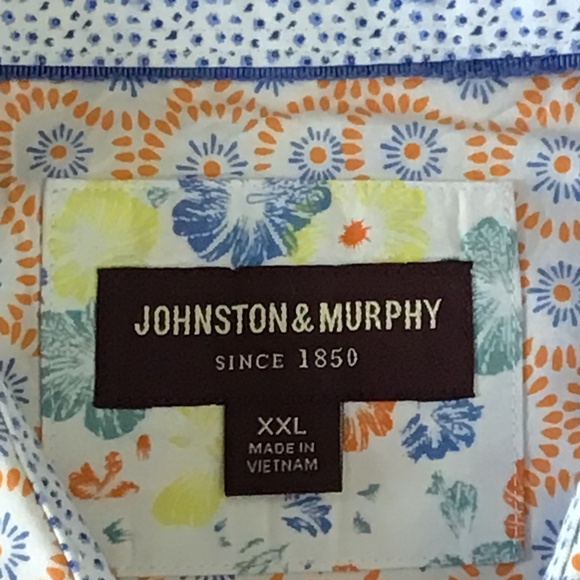 JOHNSTON & MURPHY
SINCE 1850
XXL
MADE IN
VIETNAM